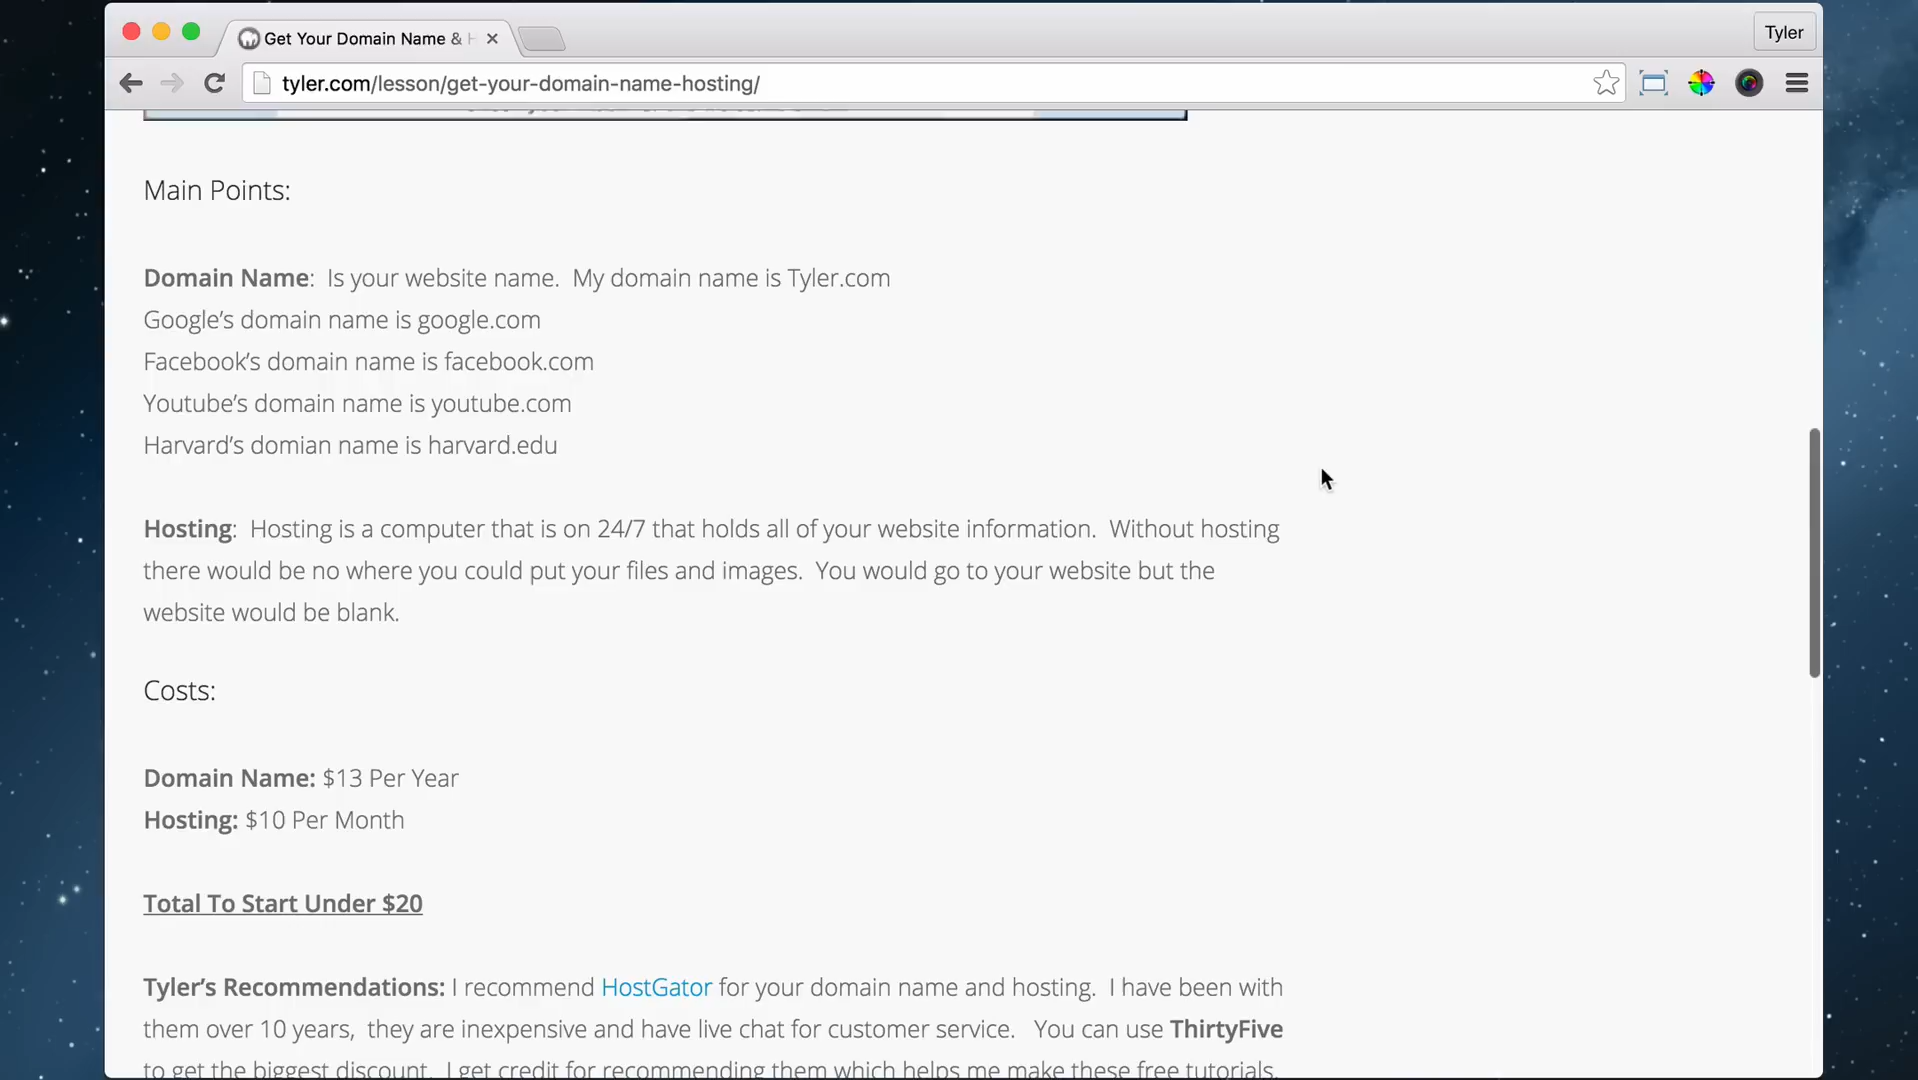 Get Your Domain Name & H
Tyler
tyler.com/lesson/get-your-domain-name-hosting/
Main Points:
Domain Name:  Is your website name.  My domain name is Tyler.com
Google’s domain name is google.com
Facebook’s domain name is facebook.com
Youtube’s domain name is youtube.com
Harvard’s domian name is harvard.edu
Hosting:  Hosting is a computer that is on 24/7 that holds all of your website information.  Without hosting
there would be no where you could put your files and images.  You would go to your website but the
website would be blank.
Costs:
Domain Name: $13 Per Year
Hosting: $10 Per Month
Total To Start Under $20
Tyler’s Recommendations: I recommend HostGator for your domain name and hosting.  I have been with
them over 10 years,  they are inexpensive and have live chat for customer service.   You can use ThirtyFive
to get the biggest discount.  I get credit for recommending them which helps me make these free tutorials.